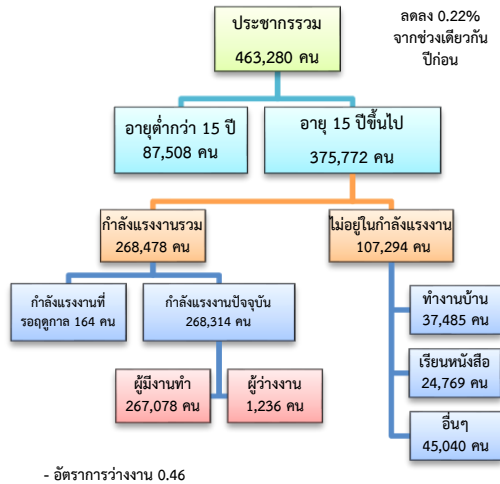 ประชากรรวม
463,280 คน
ลดลง 0.22%
จากช่วงเดียวกัน
ปีก่อน
อายุต่ำกว่า 15 ปี
87,508 คน
อายุ 15 ปีขึ้นไป
375,772 คน
กำลังแรงงานรวม
268,478 คน
ไม่อยู่ในกำลังแรงงาน
107,294 คน
กำลังแรงงานที่
รอฤดูกาล 164 คน
กำลังแรงงานปัจจุบัน
268,314 คน
ทำงานบ้าน
37,485 คน
ผู้มีงานทำ
267,078 คน
ผู้ว่างงาน
1,236 คน
เรียนหนังสือ
24,769 คน
อื่นๆ
45,040 คน
- อัตราการว่างงาน 0.46